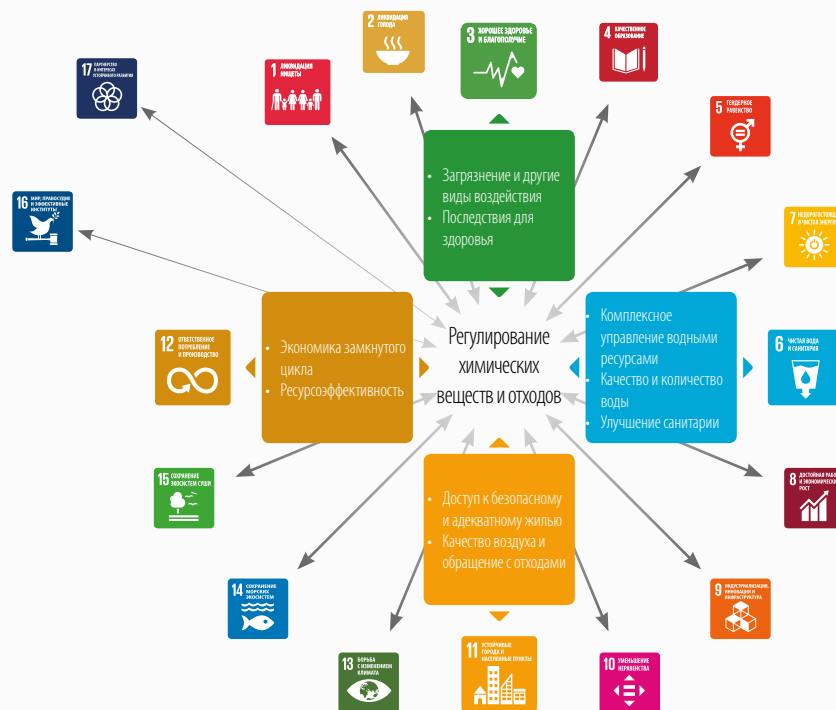 2 ЛИКВИДАЦИЯ
ГОЛОДА
3 ХОРОШЕЕ ЗДОРОВЬЕ
И БЛАГОПОЛУЧИЕ
4 КАЧЕСТВЕННОЕ
ОБРАЗОВАНИЕ
17 ПАРТНЕРСТВО
В ИНТЕРЕСАХ
УСТОЙЧИВОГО РАЗВИТИЯ
1 ЛИКВИДАЦИЯ
НИЩЕТЫ
5 ГЕНДЕРНОЕ
РАВЕНСТВО
• Загрязнение и другие
виды воздействия
• Последствия для
здоровья
16 МИР, ПРАВОСУДИЕ
И ЭФФЕКТИВНЫЕ
ИНСТИТУТЫ
7
И ЧИСТАЯ
12 ОТВЕТСТВЕННОЕ
ПОТРЕБЛЕНИЕ
И ПРОИЗВОДСТВО
• Экономика замкнутого
цикла
• Ресурсоэффективность
Регулирование
химических
веществ и отходов
• Комплексное
управление водными
ресурсами
• Качество и количество
воды
• Улучшение санитарии
6 ЧИСТАЯ ВОДА
И САНИТАРИЯ
15 СОХРАНЕНИЕ
ЭКОСИСТЕМ СУШИ
8 ДОСТОЙНАЯ
И
РОСТ
• Доступ к безопасному
и адекватному жилью
• Качество воздуха и
обращение с отходами
14 СОХРАНЕНИЕ
МОРСКИХ
ЭКОСИСТЕМ
9 ИНДУСТРИАЛИЗАЦИЯ,
ИННОВАЦИИ И
ИНФРАСТРУКТУРА
13 БОРЬБА
С ИЗМЕНЕНИЕМ
КЛИМАТА
11 УСТОЙЧИВЫЕ
ГОРОДА И
НАСЕЛЕННЫЕ ПУНКТЫ
10 УМЕНЬШЕНИЕ
НЕРАВЕНСТВА